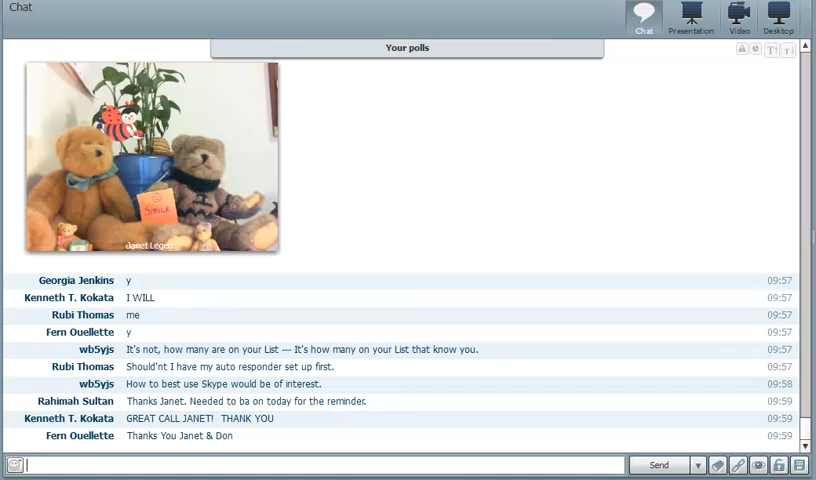 Chat
Chat
Presentation
Video
Desktop
Your polls
SMILE
Georgia Jenkins y 09:57
Kenneth T. Kokata I WILL 09:57
Rubi Thomas me 09:57
Fern Ouellette y 09:57
wb5yjs It's not, how many are on your List --- It's how many on your List that know you. 09:57
Rubi Thomas Should'nt I have my auto responder set up first. 09:57
wb5yjs How to best use Skype would be of interest. 09:58
Rahimah Sultan Thanks Janet. Needed to ba on today for the reminder. 09:59
Kenneth T. Kokata GREAT CALL JANET! THANK YOU 09:59
Fern Ouellette Thanks You Janet & Don 09:59
Send